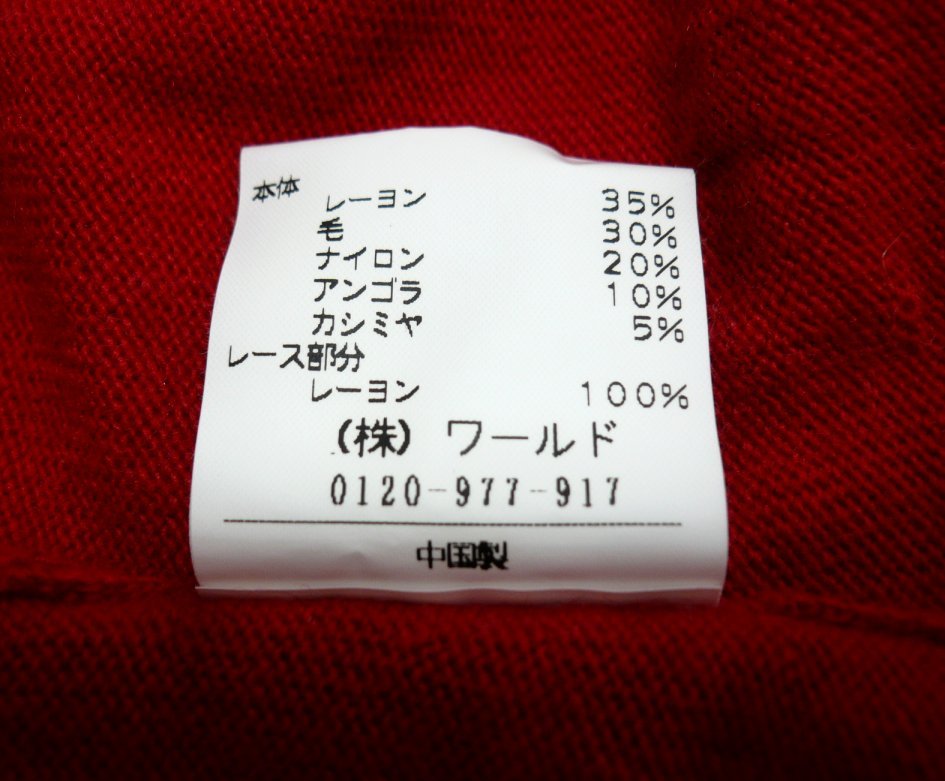 本体
レーヨン 35%
毛 30%
ナイロン 20%
アンゴラ 10%
カシミヤ 5%
レース部分
レーヨン 100%
(株) ワールド
0120-977-917
中国製